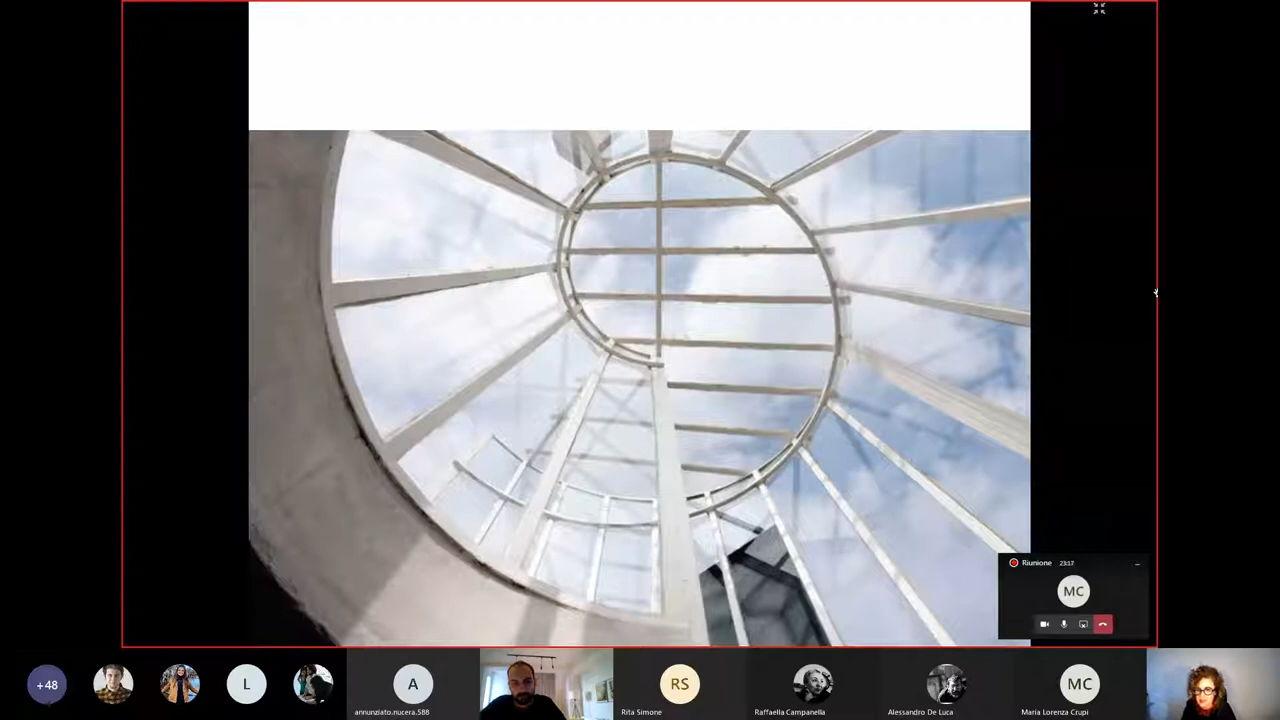 Riunione 23:17
MC
+48
L
A
annunziato.nucera.588
RS
Rita Simone
Raffaella Campanella
Alessandro De Luca
MC
Maria Lorenza Crupi